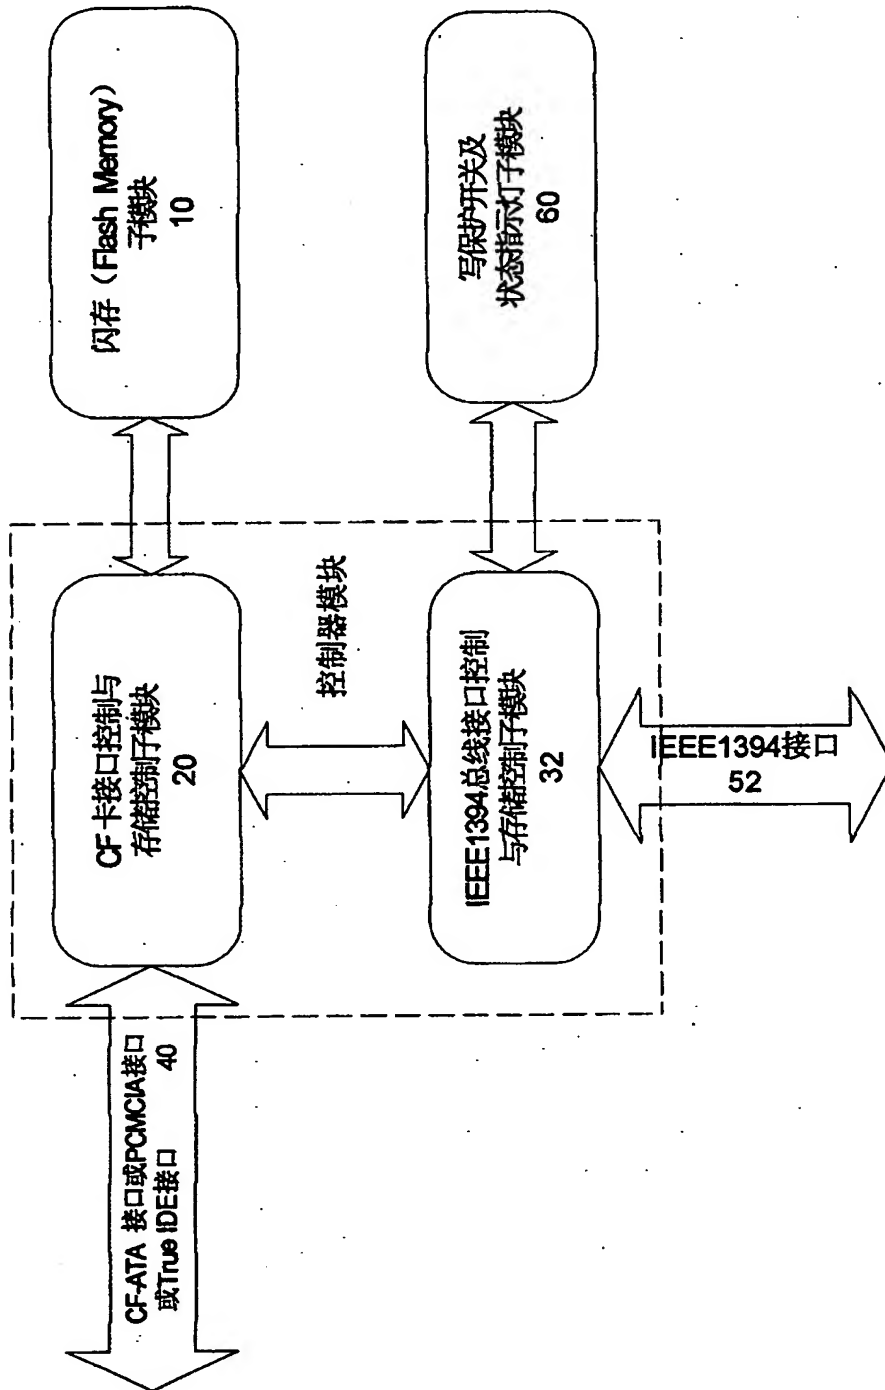 闪存（Flash Memory）
子模块
10
写保护开关及
状态指示灯子模块
60
CF 卡接口控制与
存储控制子模块
20
控制器模块
IEEE1394总线接口控制
与存储控制子模块
32
CF-ATA 接口或PCMCIA接口
或True IDE接口 40
IEEE1394接口
52